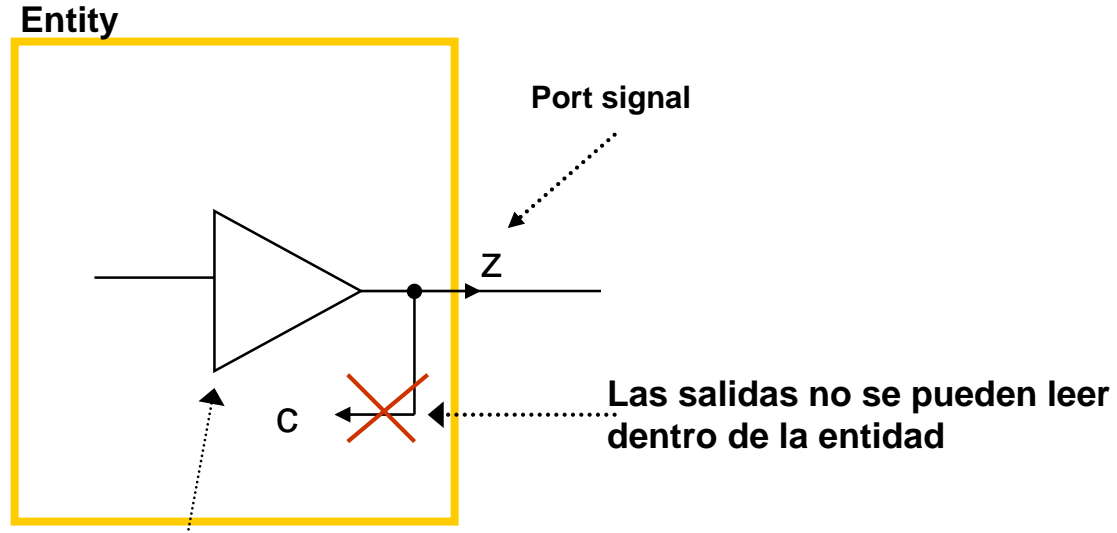 Entity
Port signal
z
c
Las salidas no se pueden leer
dentro de la entidad